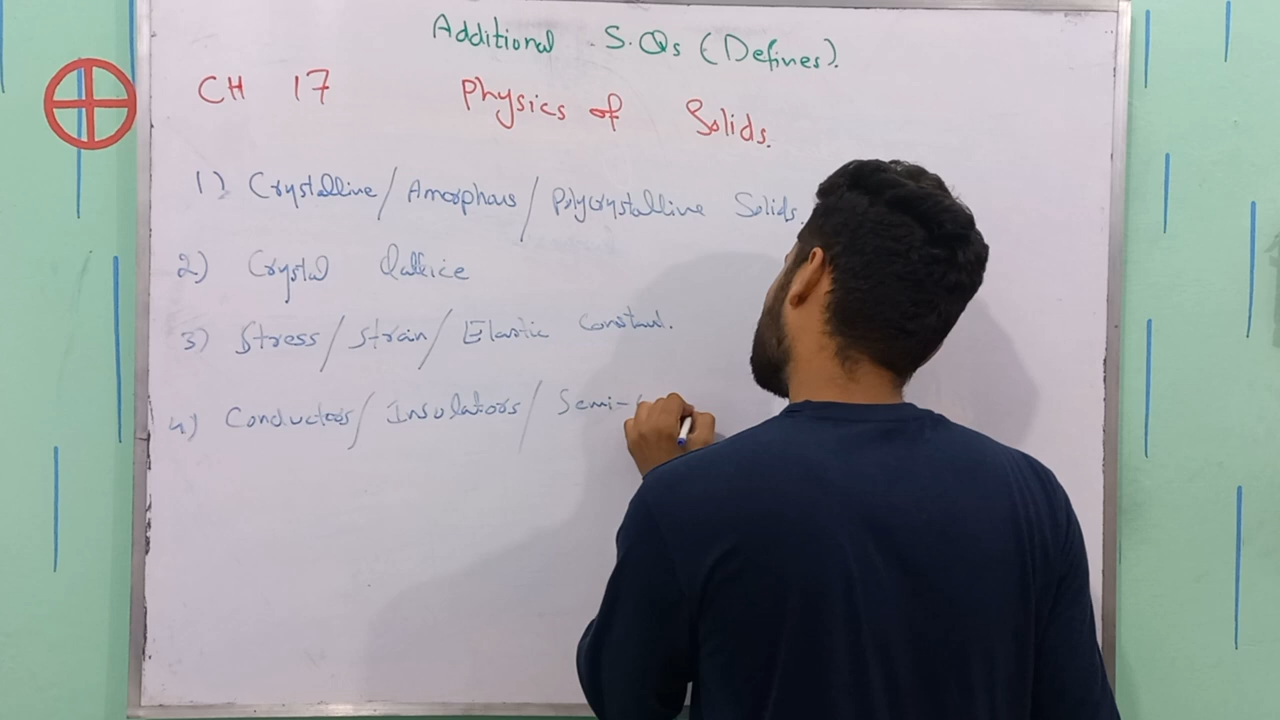 Additional S.Qs (Defines).
CH 17 Physics of Solids.
1) Crystalline/Amorphous/Polycrystalline Solids.
2) Crystal Lattice
3) Stress/Strain/Elastic Constant.
4) Conductors/Insulators/Semi-